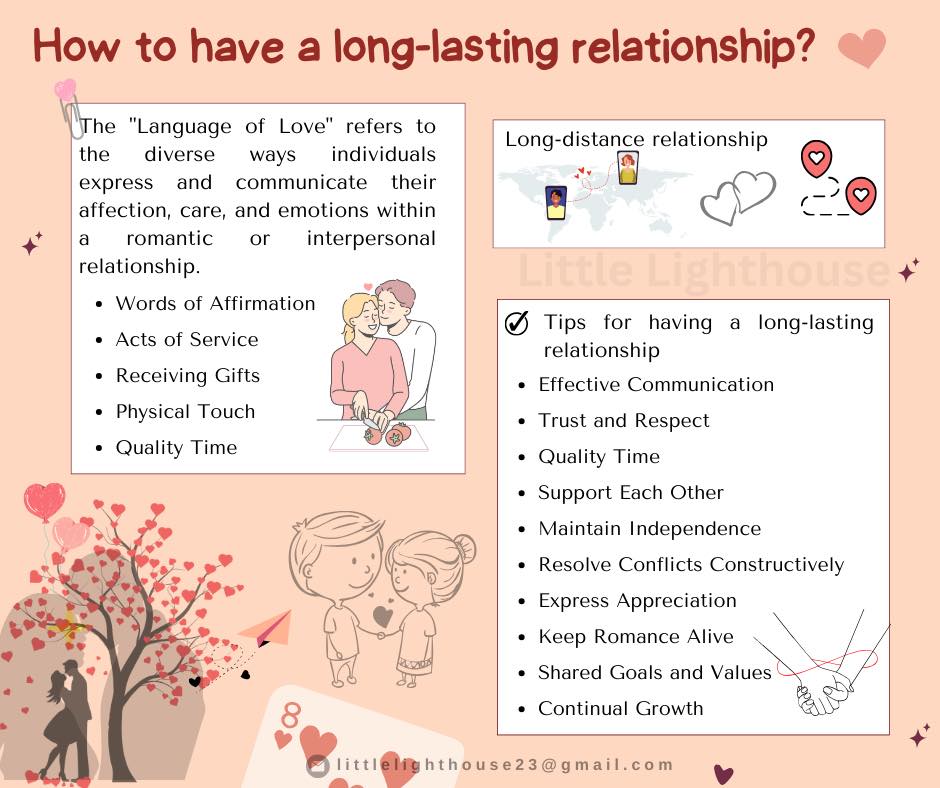 How to have a long-lasting relationship?
The "Language of Love" refers to
the diverse ways individuals
express and communicate their
affection, care, and emotions within
a romantic or interpersonal
relationship.
• Words of Affirmation
• Acts of Service
• Receiving Gifts
• Physical Touch
• Quality Time
Long-distance relationship
Little Lighthouse
Tips for having a long-lasting
relationship
• Effective Communication
• Trust and Respect
• Quality Time
• Support Each Other
• Maintain Independence
• Resolve Conflicts Constructively
• Express Appreciation
• Keep Romance Alive
• Shared Goals and Values
• Continual Growth
8
littlelighthouse23@gmail.com